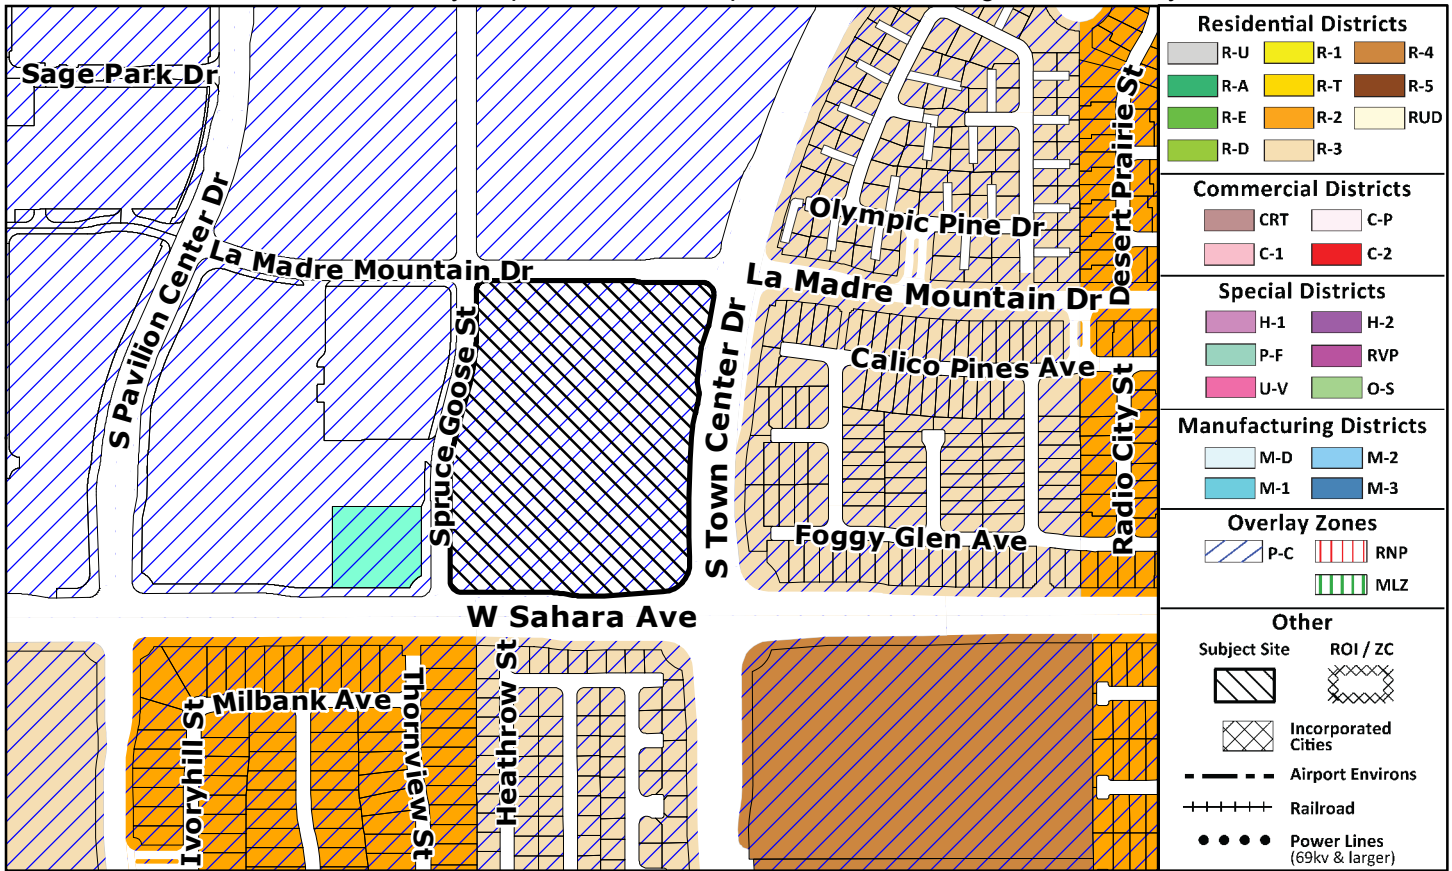 Sage Park Dr
S Pavilion Center Dr
La Madre Mountain Dr
Spruce Goose St
S Town Center Dr
Olympic Pine Dr
Desert Prairie St
La Madre Mountain Dr
Calico Pines Ave
Radio City St
Foggy Glen Ave
W Sahara Ave
Milbank Ave
Ivoryhill St
Thornview St
Heathrow St
Residential Districts
R-U R-1 R-4
R-A R-T R-5
R-E R-2 RUD
R-D R-3
Commercial Districts
CRT C-P
C-1 C-2
Special Districts
H-1 H-2
P-F RVP
U-V O-S
Manufacturing Districts
M-D M-2
M-1 M-3
Overlay Zones
P-C RNP
MLZ
Other
Subject Site ROI / ZC
Incorporated
Cities
Airport Environs
Railroad
Power Lines
(69kv & larger)